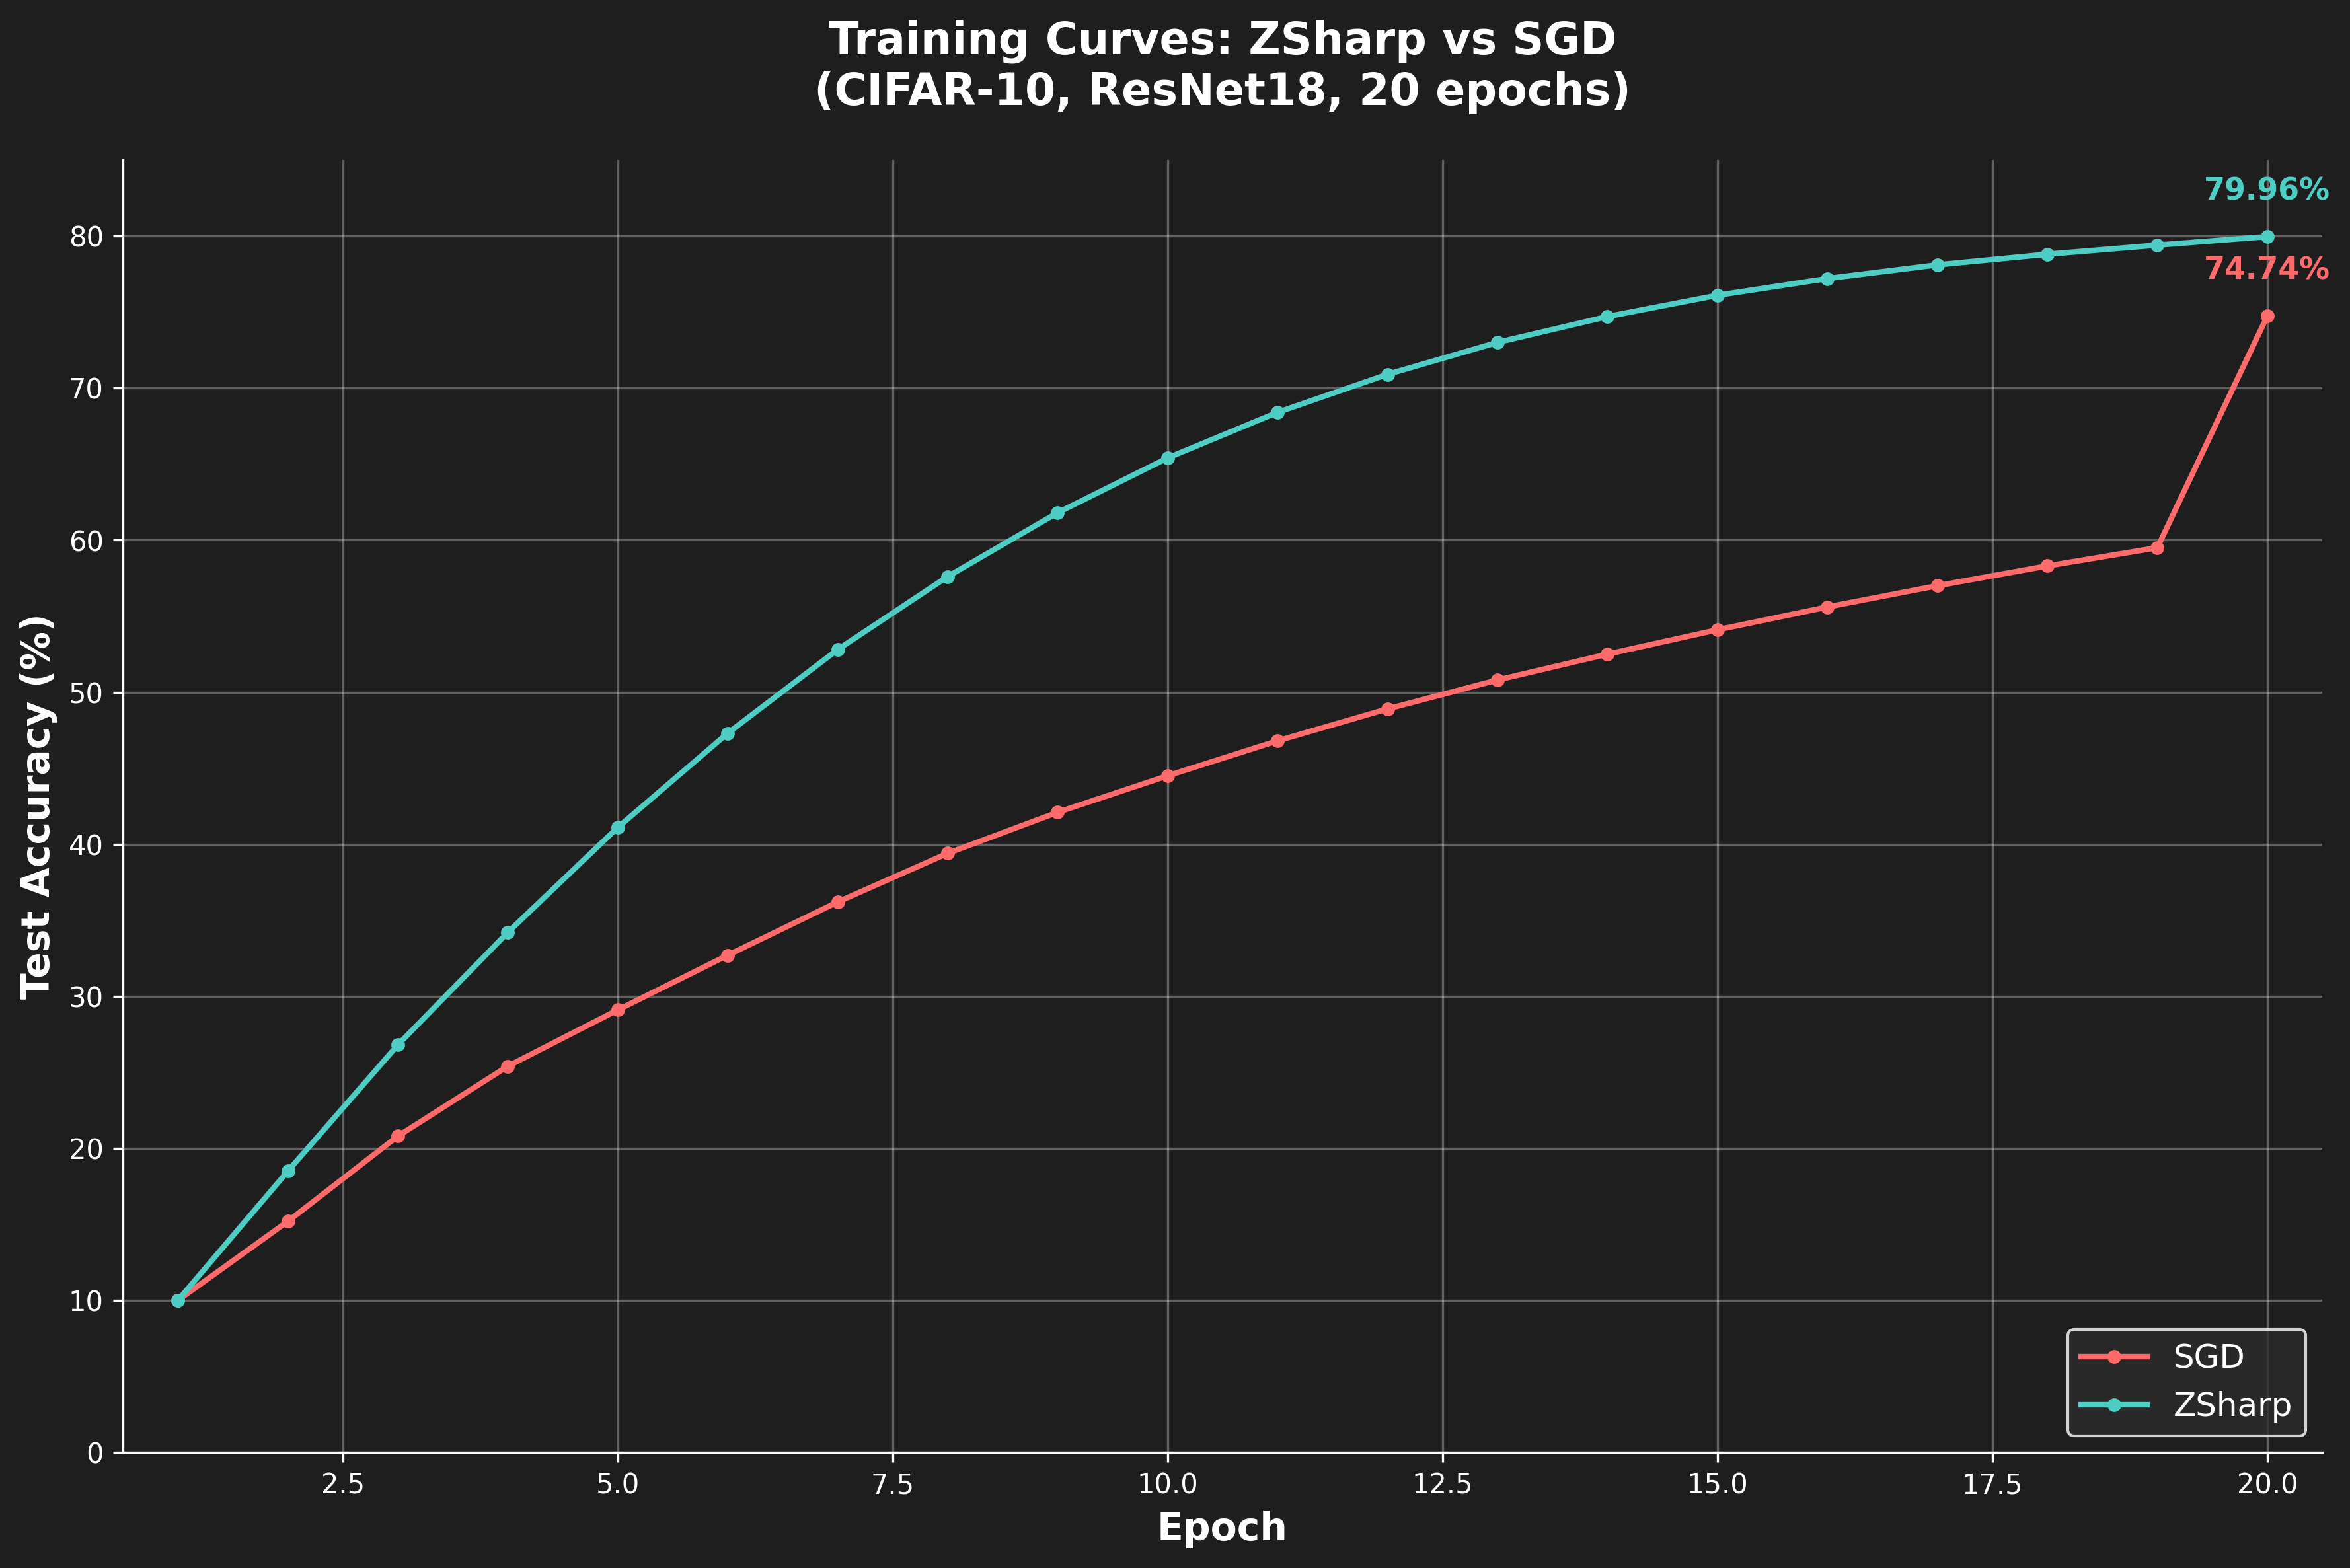 Training Curves: ZSharp vs SGD
(CIFAR-10, ResNet18, 20 epochs)
79.96%
74.74%
Test Accuracy (%)
80
70
60
50
40
30
20
10
0
2.5 5.0 7.5 10.0 12.5 15.0 17.5 20.0
Epoch
SGD
ZSharp